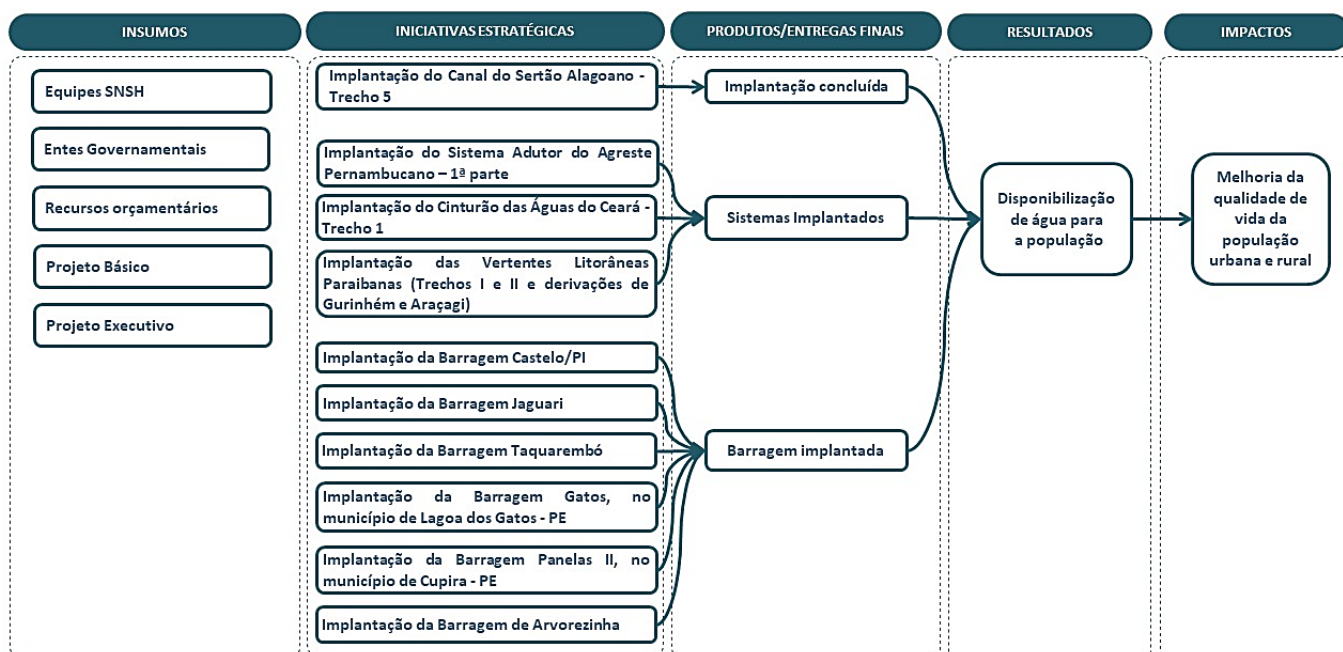 INSUMOS
INICIATIVAS ESTRATÉGICAS
PRODUTOS/ENTREGAS FINAIS
RESULTADOS
IMPACTOS
Equipes SNSH
Entes Governamentais
Recursos orçamentários
Projeto Básico
Projeto Executivo
Implantação do Canal do Sertão Alagoano -
Trecho 5
Implantação do Sistema Adutor do Agreste
Pernambucano – 1ª parte
Implantação do Cinturão das Águas do Ceará -
Trecho 1
Implantação das Vertentes Litorâneas
Paraibanas (Trechos I e II e derivações de
Gurinhém e Araçagi)
Implantação da Barragem Castelo/PI
Implantação da Barragem Jaguari
Implantação da Barragem Taquarembó
Implantação da Barragem Gatos, no
município de Lagoa dos Gatos - PE
Implantação da Barragem Panelas II, no
município de Cupira - PE
Implantação da Barragem de Arvorezinha
Implantação concluída
Sistemas Implantados
Barragem implantada
Disponibilização
de água para
a população
Melhoria da
qualidade de
vida da
população
urbana e rural